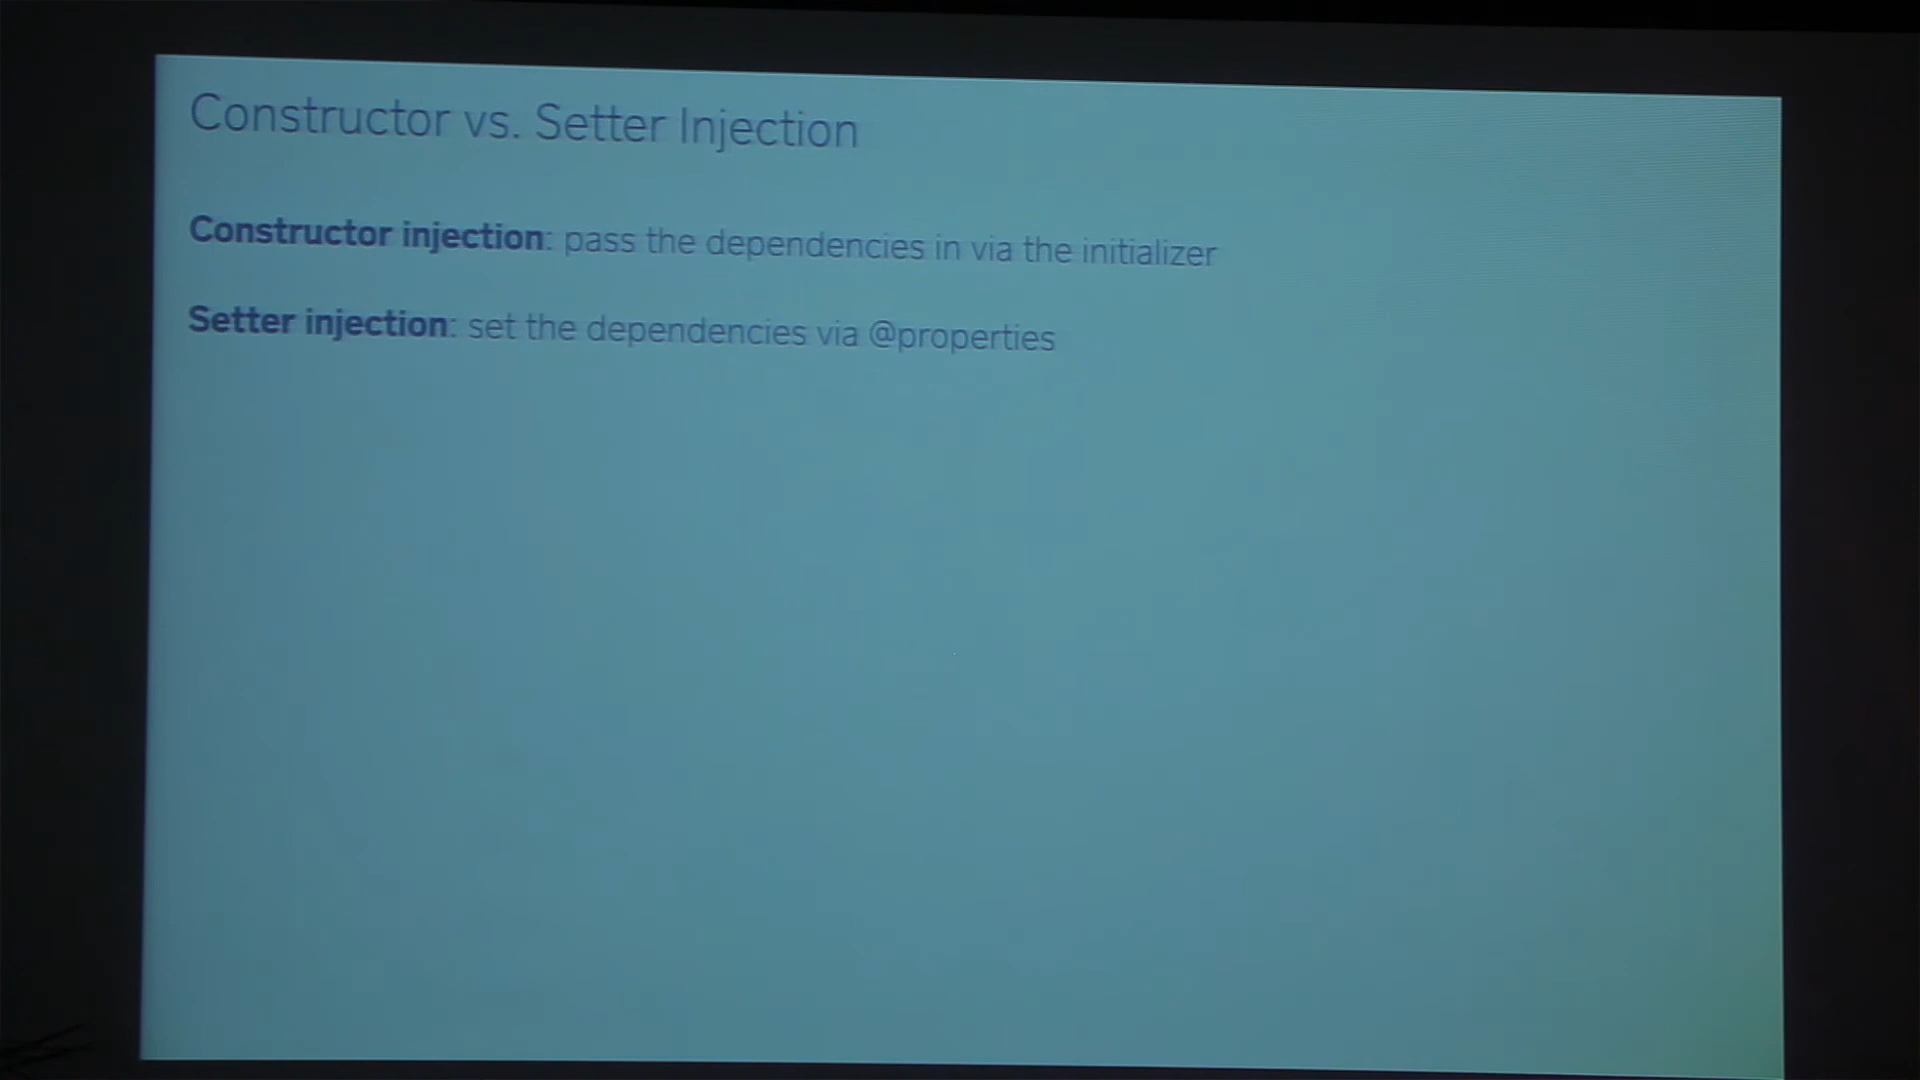 Constructor vs. Setter Injection
Constructor injection: pass the dependencies in via the initializer
Setter injection: set the dependencies via @properties